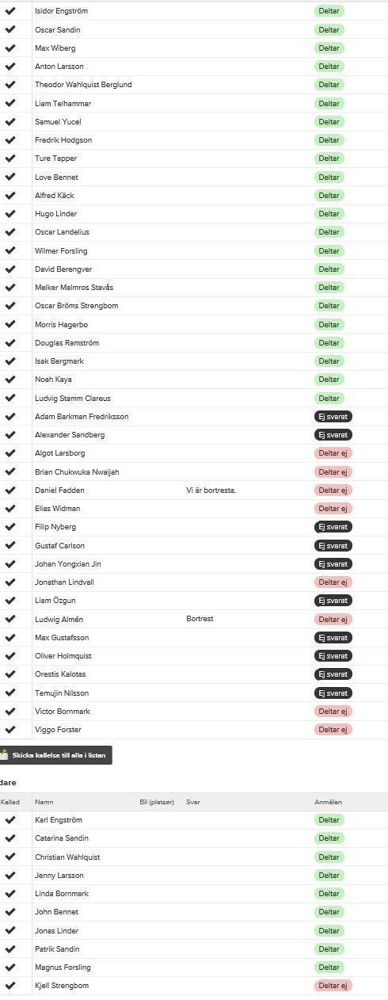 Isidor Engström Deltar
Oscar Sandin Deltar
Max Wiberg Deltar
Anton Larsson Deltar
Theodor Wahlquist Berglund Deltar
Liam Telhammar Deltar
Samuel Yucel Deltar
Fredrik Hodgson Deltar
Ture Tapper Deltar
Love Bennet Deltar
Alfred Käck Deltar
Hugo Linder Deltar
Oscar Landelius Deltar
Wilmer Forsling Deltar
David Berengver Deltar
Melker Malmros Stavås Deltar
Oscar Bröms Strengbom Deltar
Morris Hagerbo Deltar
Douglas Ramström Deltar
Isak Bergmark Deltar
Noah Kaya Deltar
Ludvig Stamm Clareus Deltar
Adam Barkman Fredriksson Ej svarat
Alexander Sandberg Ej svarat
Algot Larsborg Deltar ej
Brian Chukwuka Nwaijah Deltar ej
Daniel Fadden Vi är bortresta. Deltar ej
Elias Widman Deltar ej
Filip Nyberg Ej svarat
Gustaf Carlson Ej svarat
Johan Yongxian Jin Ej svarat
Jonathan Lindvall Deltar ej
Liam Özgun Ej svarat
Ludwig Almén Bortrest Deltar ej
Max Gustafsson Ej svarat
Oliver Holmquist Ej svarat
Orestis Kalotas Ej svarat
Temujin Nilsson Ej svarat
Victor Bornmark Deltar ej
Viggo Forster Deltar ej
Skicka kallelse till alla i listan
dare
Kallad Namn Bil (platser) Svar Anmälan
Karl Engström Deltar
Catarina Sandin Deltar
Christian Wahlquist Deltar
Jenny Larsson Deltar
Linda Bornmark Deltar
John Bennet Deltar
Jonas Linder Deltar
Patrik Sandin Deltar
Magnus Forsling Deltar
Kjell Strengbom Deltar ej